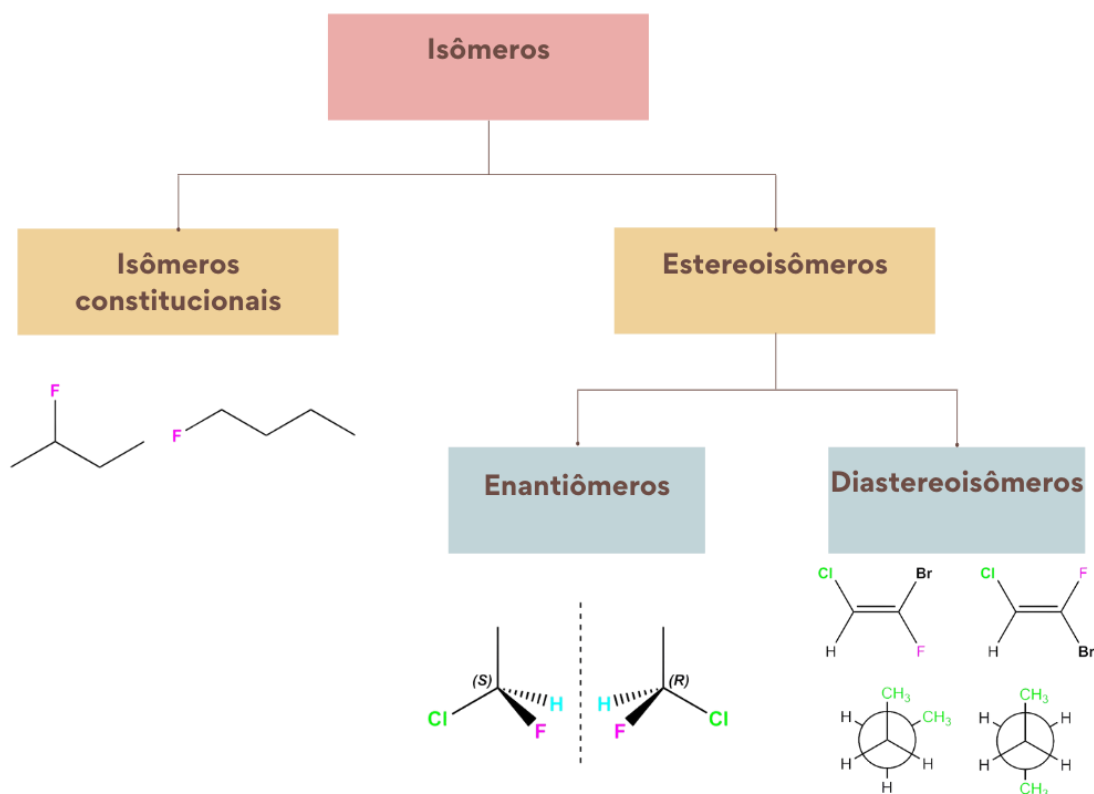 Isômeros
Isômeros
constitucionais
Estereoisômeros
F
F
Enantiômeros
Diastereoisômeros
Cl
Br
H
F
Cl
F
H
Br
(S)
Cl
H
F
(R)
H
F
Cl
CH3
H
CH3
H
H
H
CH3
H
H
H
H
CH3